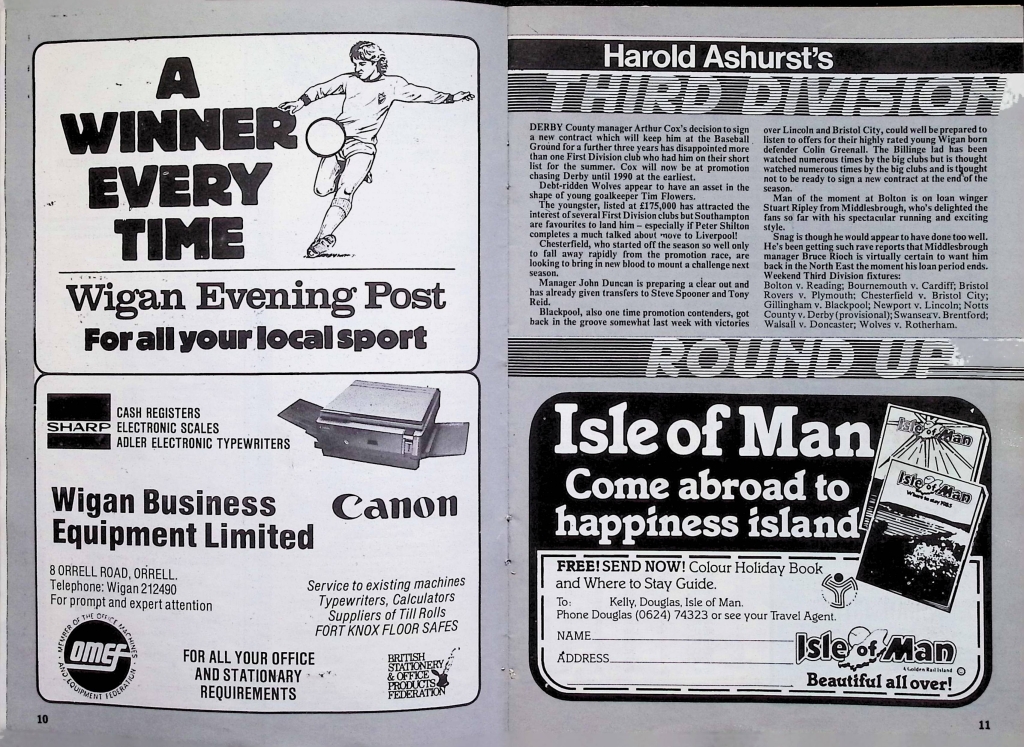 A
WINNER
EVERY
TIME
Wigan Evening Post
For all your local sport
SHARP
CASH REGISTERS
ELECTRONIC SCALES
ADLER ELECTRONIC TYPEWRITERS
Wigan Business
Equipment Limited
Canon
8 ORRELL ROAD, ORRELL.
Telephone: Wigan 212490
For prompt and expert attention
Service to existing machines
Typewriters, Calculators
Suppliers of Till Rolls
FORT KNOX FLOOR SAFES
MEMBER OF THE OFFICE MACHINES
AND EQUIPMENT FEDERATION
omef
FOR ALL YOUR OFFICE
AND STATIONARY
REQUIREMENTS
BRITISH
STATIONERY
& OFFICE
PRODUCTS
FEDERATION
10
Harold Ashurst's
THIRD DIVISION
DERBY County manager Arthur Cox's decision to sign
a new contract which will keep him at the Baseball
Ground for a further three years has disappointed more
than one First Division club who had him on their short
list for the summer. Cox will now be at promotion
chasing Derby until 1990 at the earliest.
Debt-ridden Wolves appear to have an asset in the
shape of young goalkeeper Tim Flowers.
The youngster, listed at £175,000 has attracted the
interest of several First Division clubs but Southampton
are favourites to land him – especially if Peter Shilton
completes a much talked about move to Liverpool!
Chesterfield, who started off the season so well only
to fall away rapidly from the promotion race, are
looking to bring in new blood to mount a challenge next
season.
Manager John Duncan is preparing a clear out and
has already given transfers to Steve Spooner and Tony
Reid.
Blackpool, also one time promotion contenders, got
back in the groove somewhat last week with victories
over Lincoln and Bristol City, could well be prepared to
listen to offers for their highly rated young Wigan born
defender Colin Greenall. The Billinge lad has been
watched numerous times by the big clubs but is thought
watched numerous times by the big clubs and is thought
not to be ready to sign a new contract at the end of the
season.
Man of the moment at Bolton is on loan winger
Stuart Ripley from Middlesbrough, who's delighted the
fans so far with his spectacular running and exciting
style.
Snag is though he would appear to have done too well.
He's been getting such rave reports that Middlesbrough
manager Bruce Rioch is virtually certain to want him
back in the North East the moment his loan period ends.
Weekend Third Division fixtures:
Bolton v. Reading; Bournemouth v. Cardiff; Bristol
Rovers v. Plymouth; Chesterfield v. Bristol City;
Gillingham v. Blackpool; Newport v. Lincoln; Notts
County v. Derby (provisional); Swansea v. Brentford;
Walsall v. Doncaster; Wolves v. Rotherham.
ROUND UP
Isle of Man
Come abroad to
happiness island
Isle of Man
Isle of Man
Where to stay 1985
FREE! SEND NOW! Colour Holiday Book
and Where to Stay Guide.
To: Kelly, Douglas, Isle of Man.
Phone Douglas (0624) 74323 or see your Travel Agent.
NAME
ADDRESS
Isle of Man
A Golden Rail Island
Beautiful all over!
11